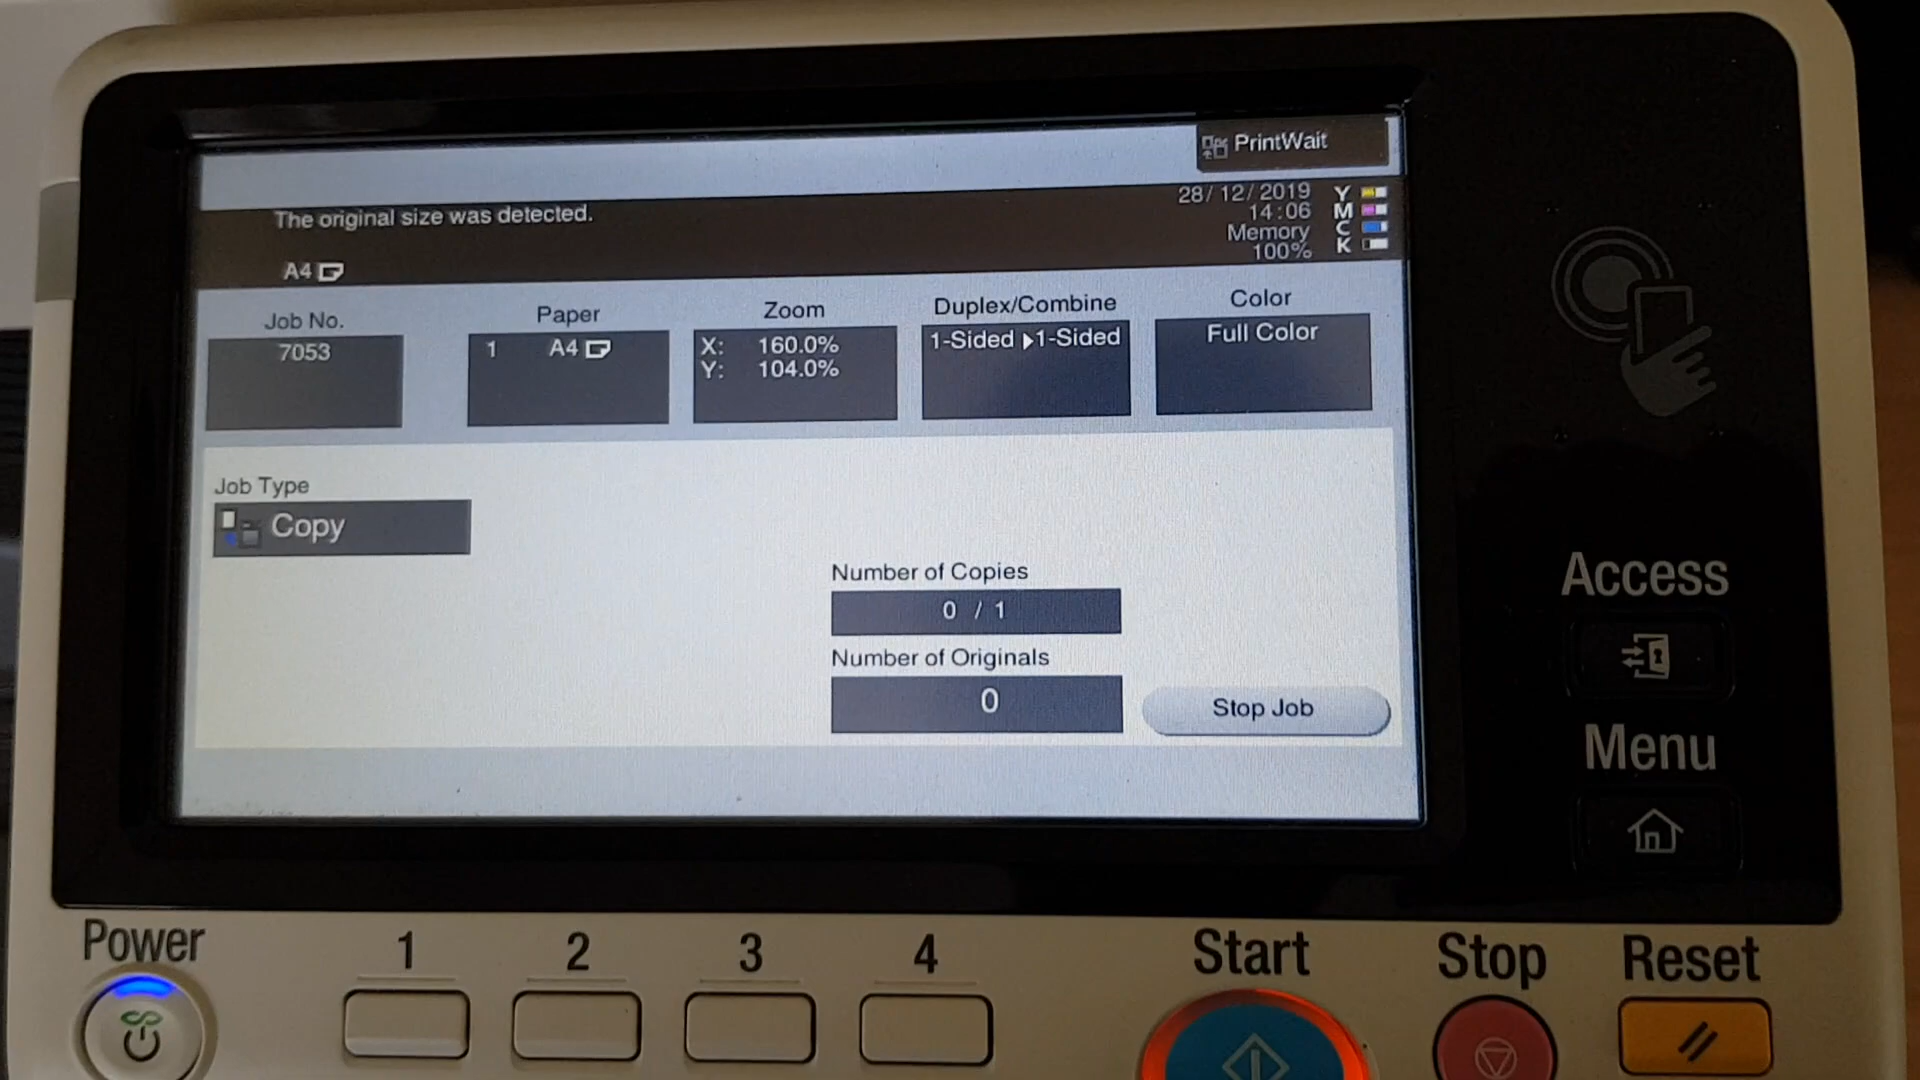 PrintWait
The original size was detected.
28/12/2019
14:06
Memory
100%
Y
M
C
K
A4
Job No.
7053
Paper
1 A4
Zoom
X: 160.0%
Y: 104.0%
Duplex/Combine
1-Sided 1-Sided
Color
Full Color
Job Type
Copy
Number of Copies
0 / 1
Number of Originals
0
Stop Job
Access
Menu
Power
1
2
3
4
Start
Stop
Reset